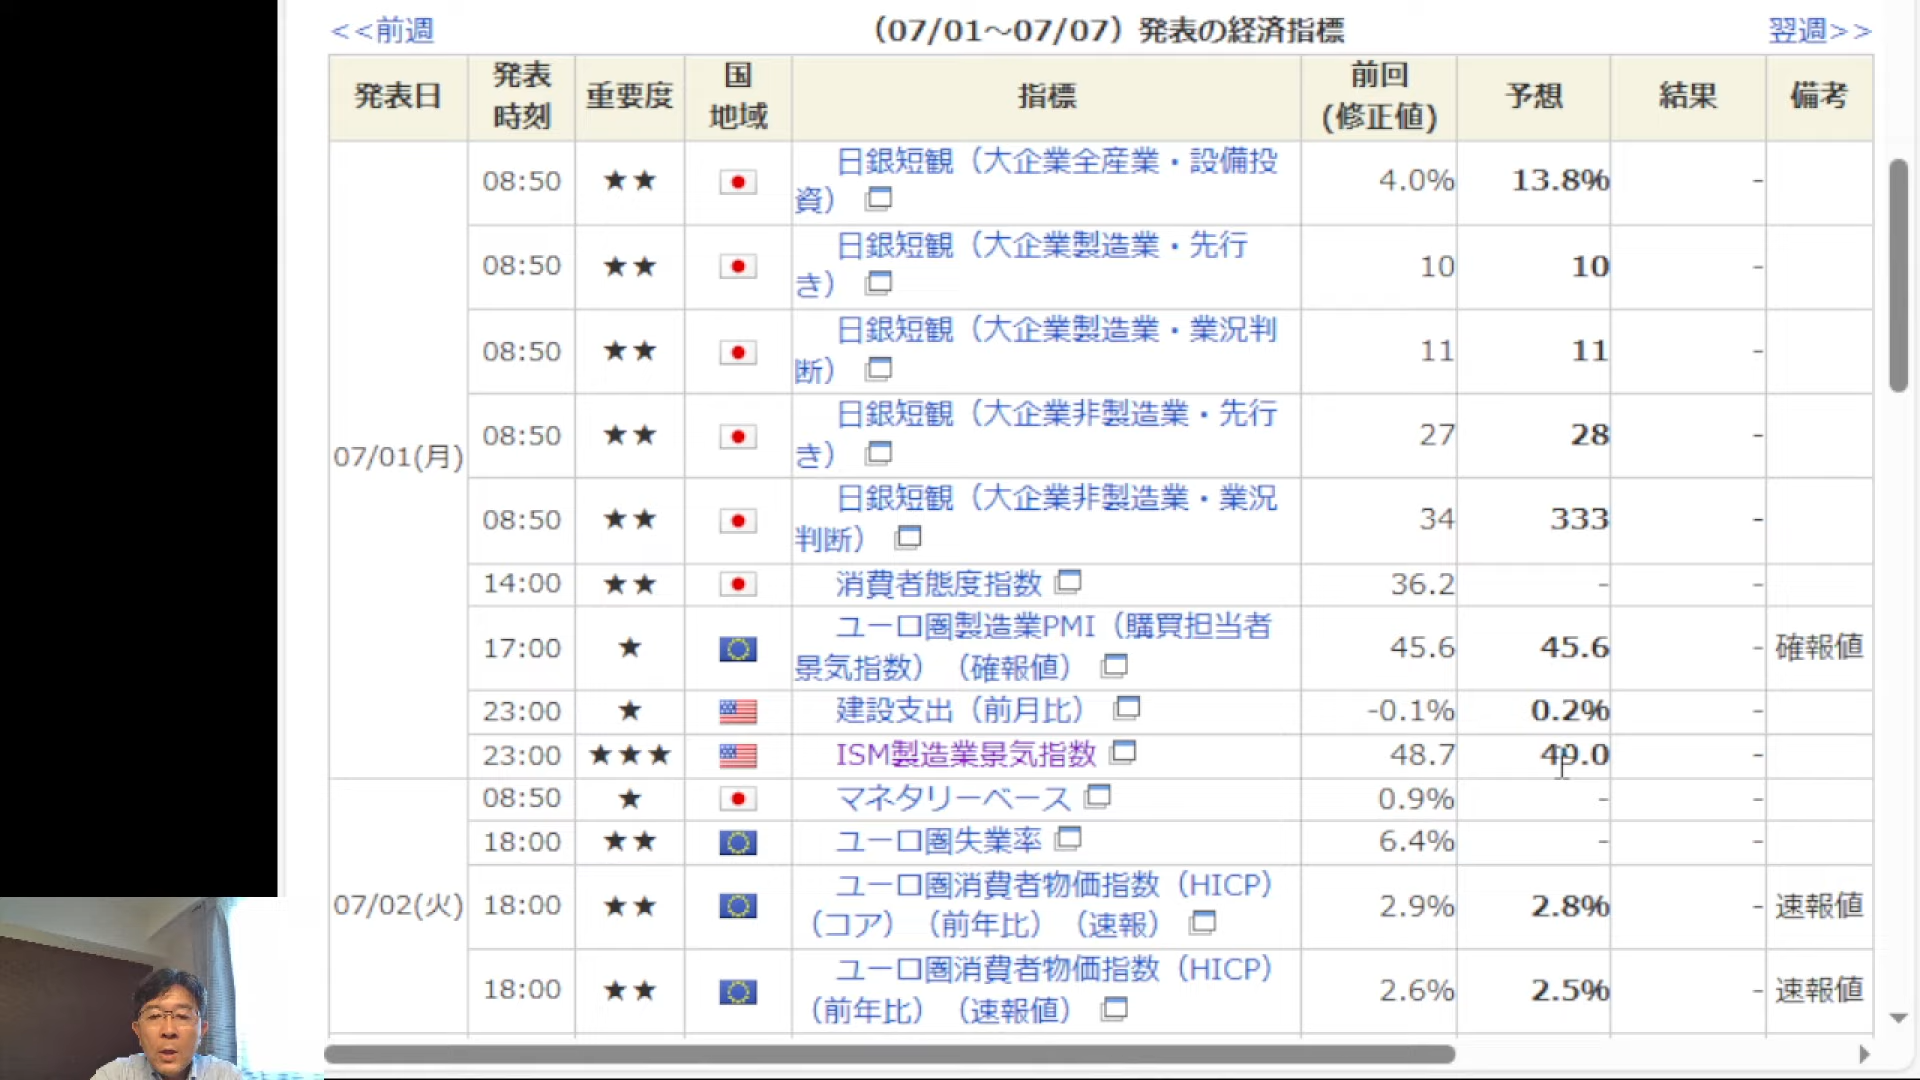 <<前週 （07/01～07/07）発表の経済指標 翌週>>
発表日 発表時刻 重要度 国地域 指標 前回(修正値) 予想 結果 備考
07/01(月) 08:50 ★★ 日銀短観（大企業全産業・設備投資） 4.0% 13.8% -
08:50 ★★ 日銀短観（大企業製造業・先行き） 10 10 -
08:50 ★★ 日銀短観（大企業製造業・業況判断） 11 11 -
08:50 ★★ 日銀短観（大企業非製造業・先行き） 27 28 -
08:50 ★★ 日銀短観（大企業非製造業・業況判断） 34 333 -
14:00 ★★ 消費者態度指数 36.2 - -
17:00 ★ ユーロ圏製造業PMI（購買担当者景気指数）（確報値） 45.6 45.6 - 確報値
23:00 ★ 建設支出（前月比） -0.1% 0.2% -
23:00 ★★★ ISM製造業景気指数 48.7 49.0 -
07/02(火) 08:50 ★ マネタリーベース 0.9% - -
18:00 ★★ ユーロ圏失業率 6.4% - -
18:00 ★★ ユーロ圏消費者物価指数（HICP）（コア）（前年比）（速報） 2.9% 2.8% - 速報値
18:00 ★★ ユーロ圏消費者物価指数（HICP）（前年比）（速報値） 2.6% 2.5% - 速報値